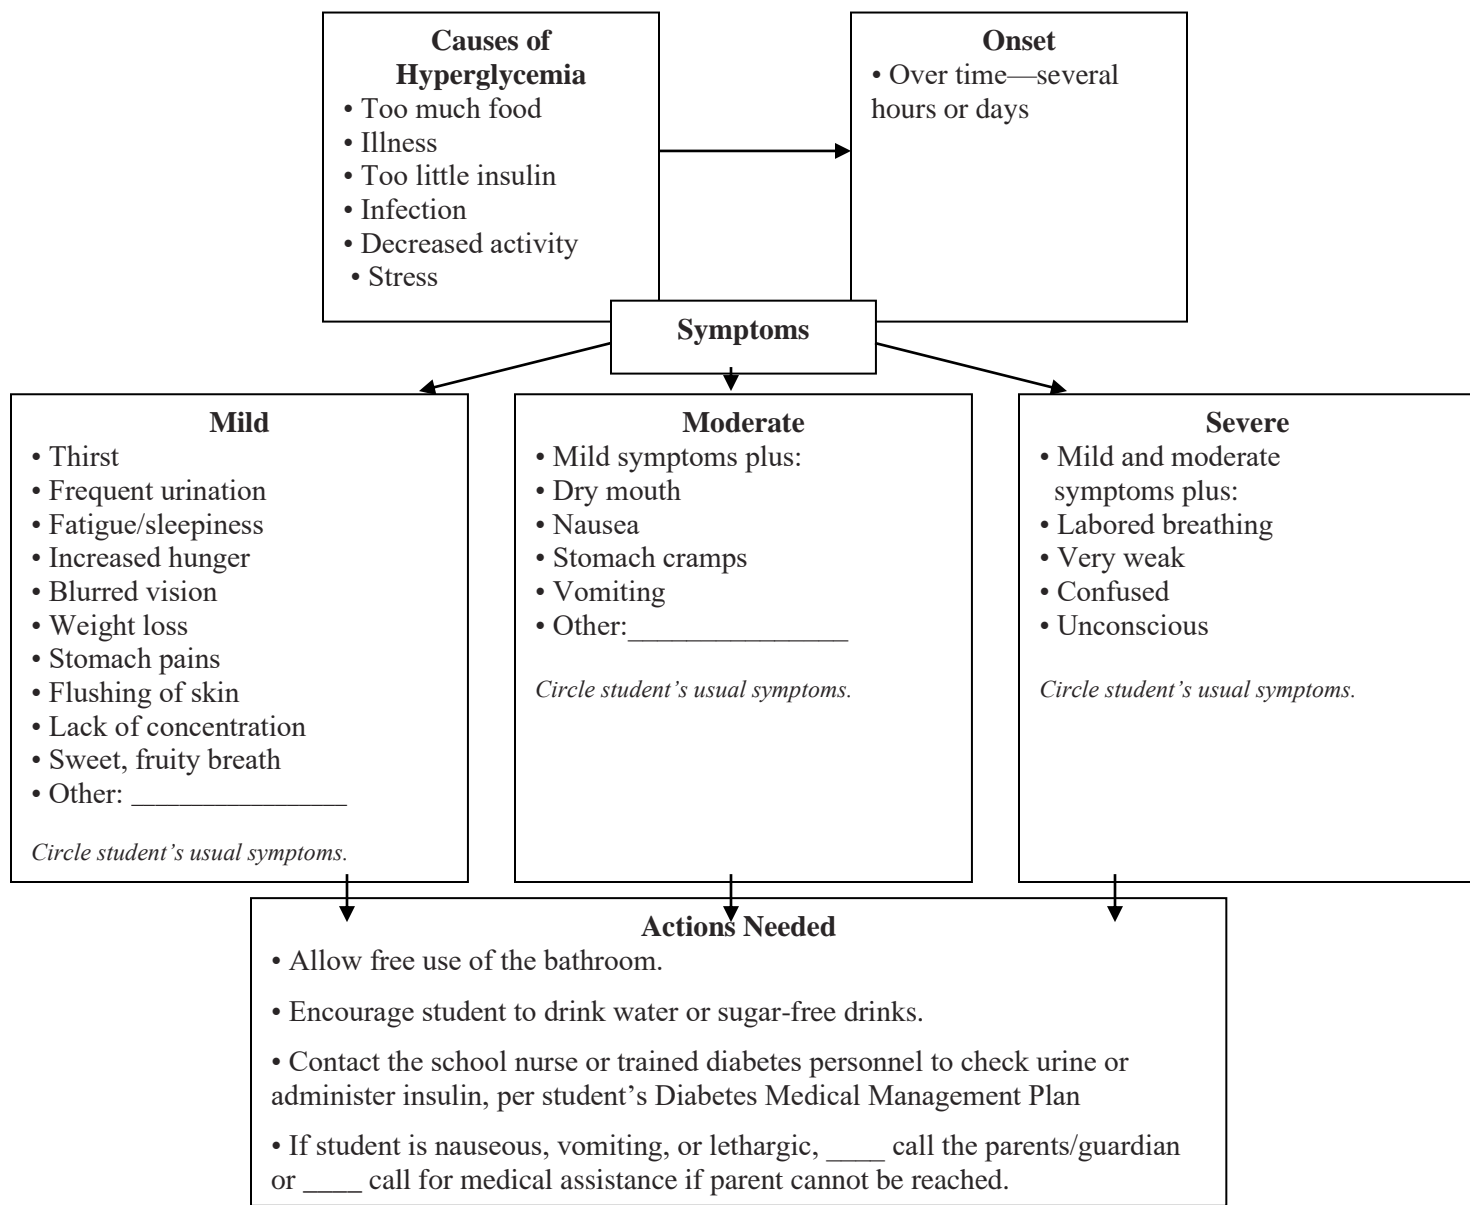 Causes of
Hyperglycemia
• Too much food
• Illness
• Too little insulin
• Infection
• Decreased activity
• Stress
Onset
• Over time—several
hours or days
Symptoms
Mild
• Thirst
• Frequent urination
• Fatigue/sleepiness
• Increased hunger
• Blurred vision
• Weight loss
• Stomach pains
• Flushing of skin
• Lack of concentration
• Sweet, fruity breath
• Other: _______________
Circle student’s usual symptoms.
Moderate
• Mild symptoms plus:
• Dry mouth
• Nausea
• Stomach cramps
• Vomiting
• Other:_______________
Circle student’s usual symptoms.
Severe
• Mild and moderate
symptoms plus:
• Labored breathing
• Very weak
• Confused
• Unconscious
Circle student’s usual symptoms.
Actions Needed
• Allow free use of the bathroom.
• Encourage student to drink water or sugar-free drinks.
• Contact the school nurse or trained diabetes personnel to check urine or
administer insulin, per student’s Diabetes Medical Management Plan
• If student is nauseous, vomiting, or lethargic, ____ call the parents/guardian
or ____ call for medical assistance if parent cannot be reached.